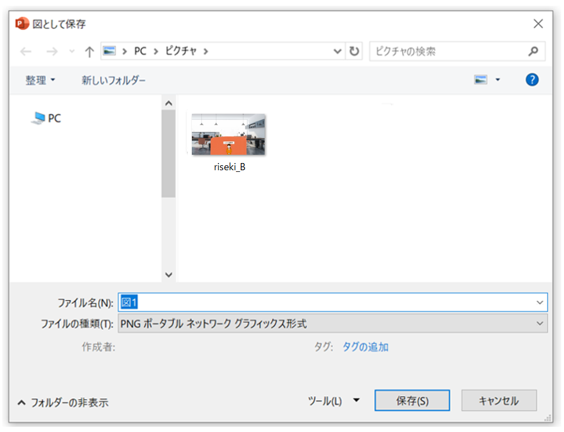 図として保存
PC ピクチャ
ピクチャの検索
整理 新しいフォルダー
PC
riseki_B
ファイル名(N): 図1
ファイルの種類(T): PNG ポータブル ネットワーク グラフィックス形式
作成者: タグ: タグの追加
フォルダーの非表示 ツール(L) 保存(S) キャンセル